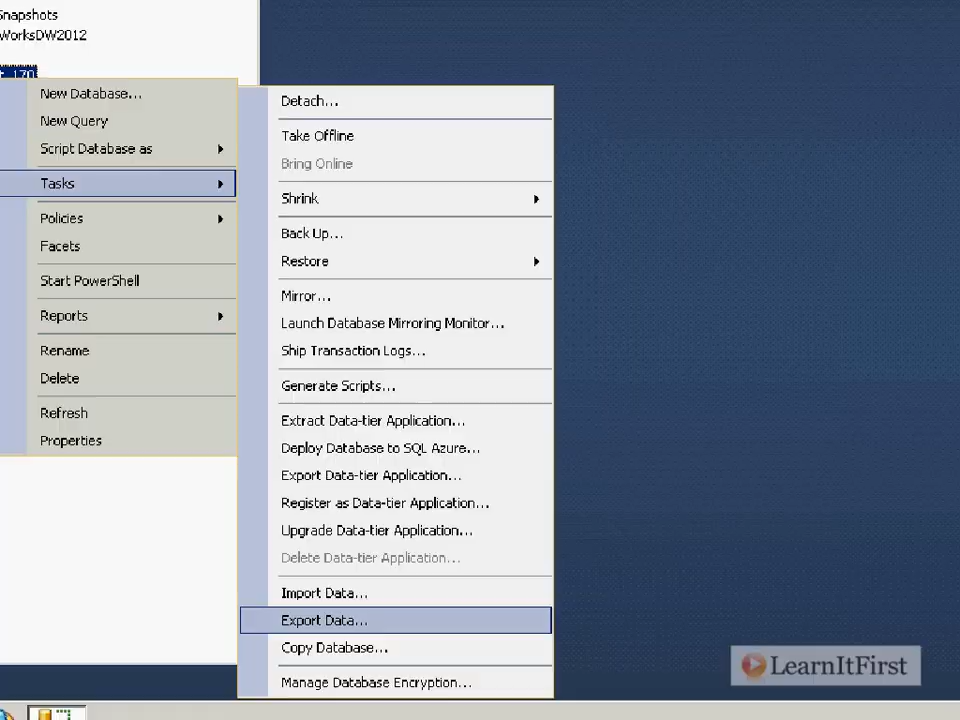 Snapshots
WorksDW2012
t_170
New Database...
New Query
Script Database as
Tasks
Policies
Facets
Start PowerShell
Reports
Rename
Delete
Refresh
Properties
Detach...
Take Offline
Bring Online
Shrink
Back Up...
Restore
Mirror...
Launch Database Mirroring Monitor...
Ship Transaction Logs...
Generate Scripts...
Extract Data-tier Application...
Deploy Database to SQL Azure...
Export Data-tier Application...
Register as Data-tier Application...
Upgrade Data-tier Application...
Delete Data-tier Application...
Import Data...
Export Data...
Copy Database...
Manage Database Encryption...
LearnItFirst